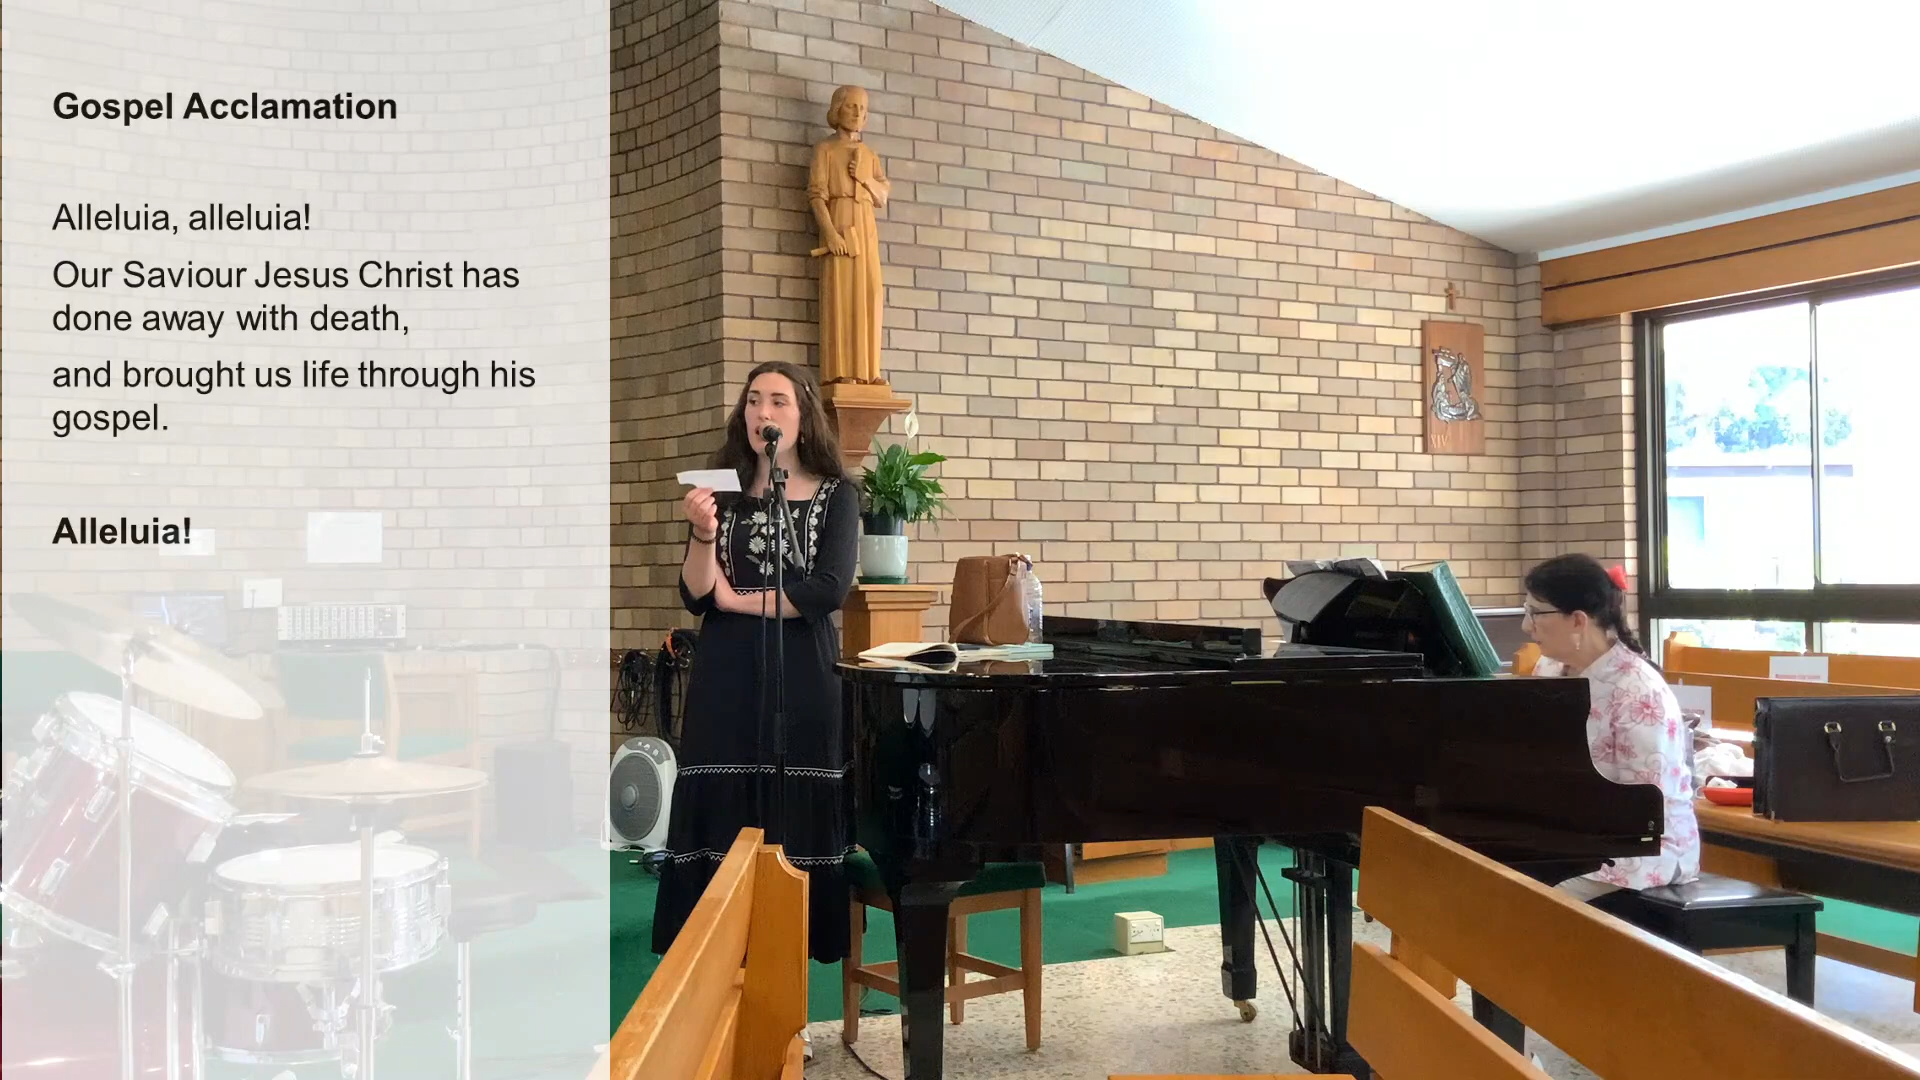 Gospel Acclamation
Alleluia, alleluia!
Our Saviour Jesus Christ has
done away with death,
and brought us life through his
gospel.
Alleluia!
XIV